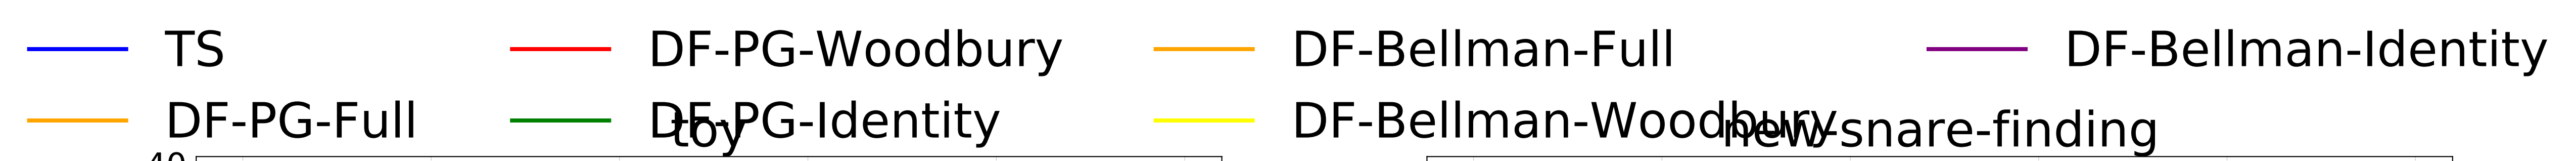 TS DF-PG-Woodbury DF-Bellman-Full DF-Bellman-Identity
DF-PG-Full DF-PG-Identity DF-Bellman-Woodbury
toy new-snare-finding
40